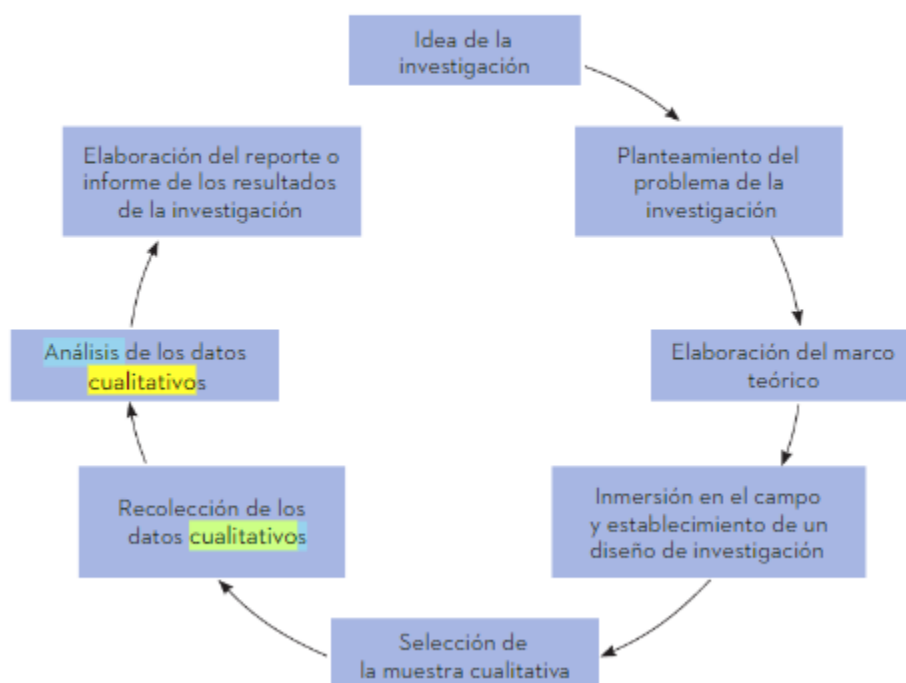 Idea de la
investigación
Planteamiento del
problema de la
investigación
Elaboración del marco
teórico
Inmersión en el campo
y establecimiento de un
diseño de investigación
Selección de
la muestra cualitativa
Recolección de los
datos cualitativos
Análisis de los datos
cualitativos
Elaboración del reporte o
informe de los resultados
de la investigación